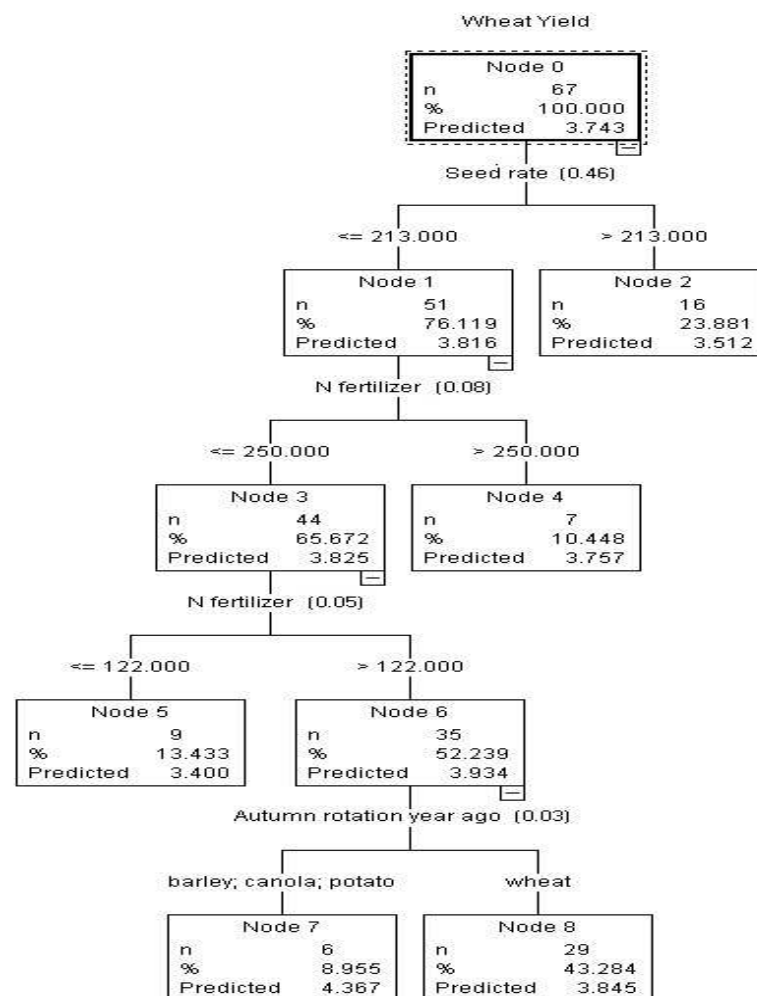 Wheat Yield
Node 0
n 67
% 100.000
Predicted 3.743
Seed rate (0.46)
<= 213.000 > 213.000
Node 1 Node 2
n 51 n 16
% 76.119 % 23.881
Predicted 3.816 Predicted 3.512
N fertilizer (0.08)
<= 250.000 > 250.000
Node 3 Node 4
n 44 n 7
% 65.672 % 10.448
Predicted 3.825 Predicted 3.757
N fertilizer (0.05)
<= 122.000 > 122.000
Node 5 Node 6
n 9 n 35
% 13.433 % 52.239
Predicted 3.400 Predicted 3.934
Autumn rotation year ago (0.03)
barley; canola; potato wheat
Node 7 Node 8
n 6 n 29
% 8.955 % 43.284
Predicted 4.367 Predicted 3.845